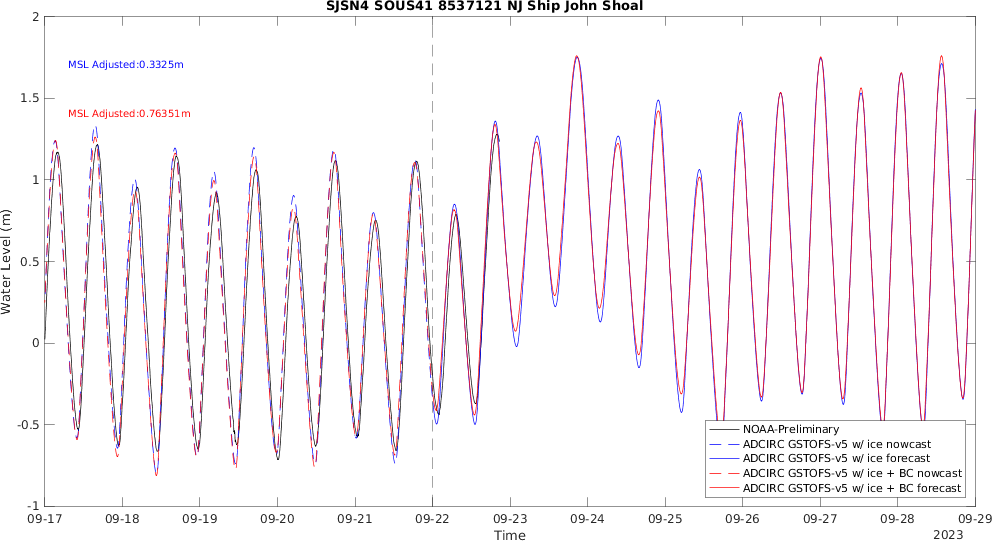 SJSN4 SOUS41 8537121 NJ Ship John Shoal
2
1.5
1
0.5
0
-0.5
-1
Water Level (m)
MSL Adjusted:0.3325m
MSL Adjusted:0.76351m
NOAA-Preliminary
ADCIRC GSTOFS-v5 w/ ice nowcast
ADCIRC GSTOFS-v5 w/ ice forecast
ADCIRC GSTOFS-v5 w/ ice + BC nowcast
ADCIRC GSTOFS-v5 w/ ice + BC forecast
09-17 09-18 09-19 09-20 09-21 09-22 09-23 09-24 09-25 09-26 09-27 09-28 09-29
Time
2023